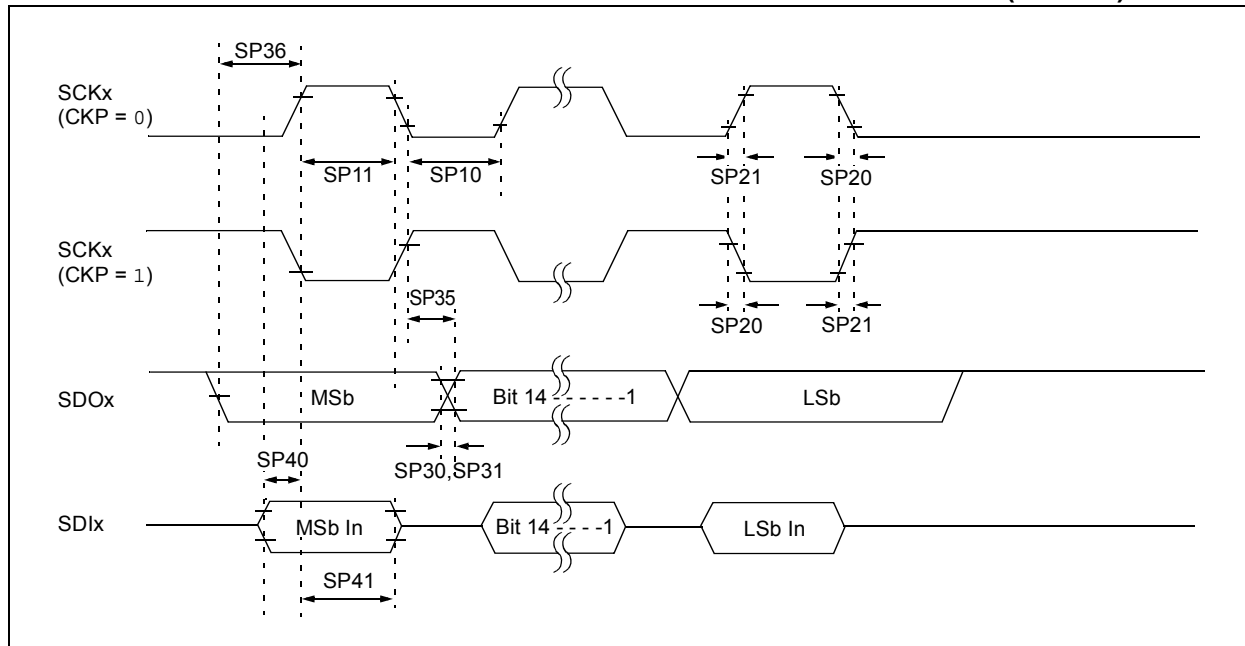 SP36
SCKx
(CKP = 0)
SP11
SP10
SP21
SP20
SCKx
(CKP = 1)
SP35
SP20
SP21
SDOx
MSb
Bit 14 - - - - - -1
LSb
SP40
SP30,SP31
SDIx
MSb In
Bit 14 - - - -1
LSb In
SP41